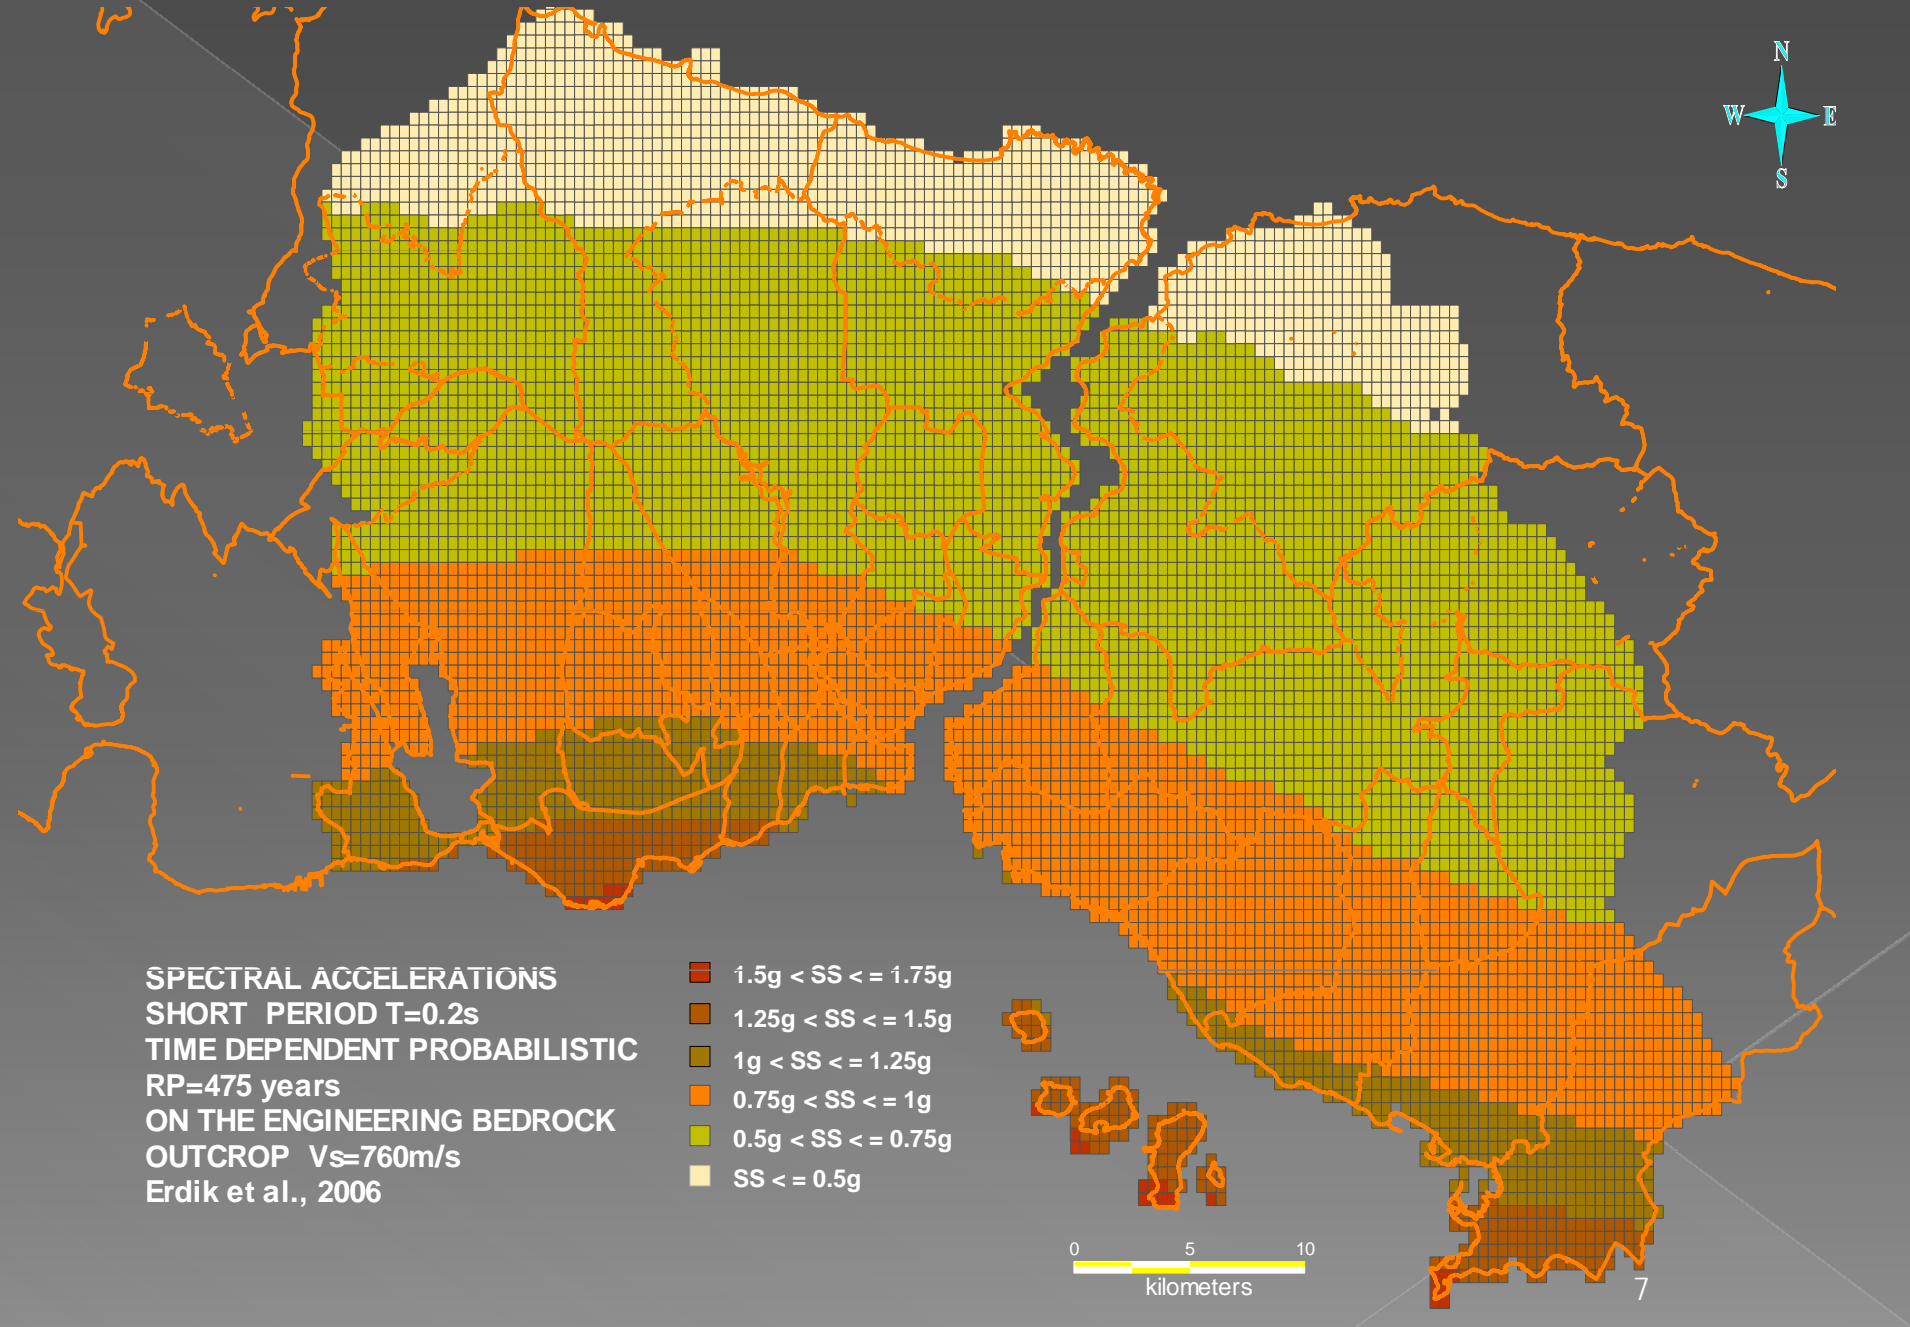 N
W E
S
SPECTRAL ACCELERATIONS
SHORT PERIOD T=0.2s
TIME DEPENDENT PROBABILISTIC
RP=475 years
ON THE ENGINEERING BEDROCK
OUTCROP Vs=760m/s
Erdik et al., 2006
1.5g < SS < = 1.75g
1.25g < SS < = 1.5g
1g < SS < = 1.25g
0.75g < SS < = 1g
0.5g < SS < = 0.75g
SS < = 0.5g
0 5 10
kilometers
7